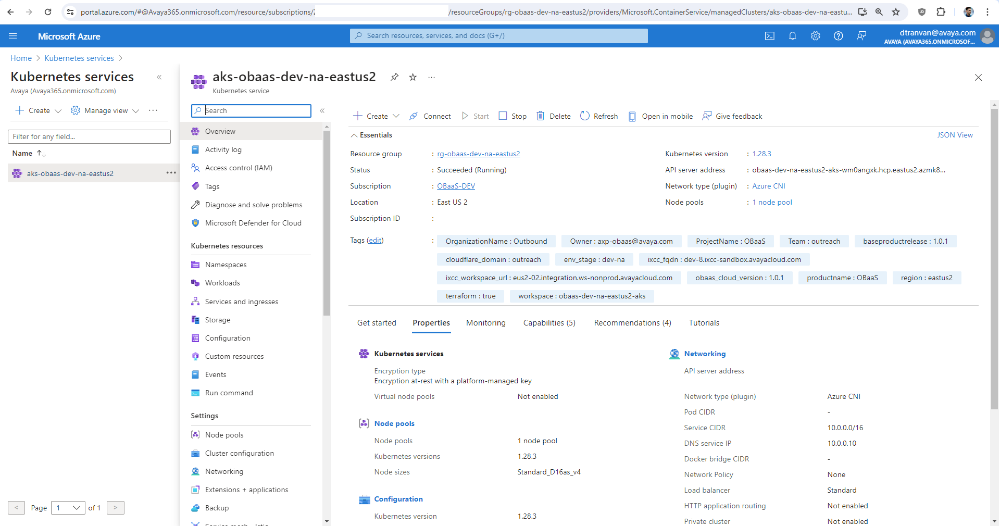 portal.azure.com/#@Avaya365.onmicrosoft.com/resource/subscriptions/2 /resourceGroups/rg-obaas-dev-na-eastus2/providers/Microsoft.ContainerService/managedClusters/aks-obaas-dev-na-eastu...
Microsoft Azure
Search resources, services, and docs (G+/)
dtranvan@avaya.com
AVAYA (AVAYA365.ONMICROSOF...
Home > Kubernetes services >
Kubernetes services
Avaya (Avaya365.onmicrosoft.com)
Create
Manage view
Filter for any field...
Name
aks-obaas-dev-na-eastus2
< Page 1 of 1 >
aks-obaas-dev-na-eastus2
Kubernetes service
Search
Overview
Activity log
Access control (IAM)
Tags
Diagnose and solve problems
Microsoft Defender for Cloud
Kubernetes resources
Namespaces
Workloads
Services and ingresses
Storage
Configuration
Custom resources
Events
Run command
Settings
Node pools
Cluster configuration
Networking
Extensions + applications
Backup
Create Connect Start Stop Delete Refresh Open in mobile Give feedback
Essentials
JSON View
Resource group : rg-obaas-dev-na-eastus2
Status : Succeeded (Running)
Subscription : OBaaS-DEV
Location : East US 2
Subscription ID :
Kubernetes version : 1.28.3
API server address : obaas-dev-na-eastus2-aks-wm0angxk.hcp.eastus2.azmk8...
Network type (plugin) : Azure CNI
Node pools : 1 node pool
Tags (edit) : OrganizationName : Outbound Owner : axp-obaas@avaya.com ProjectName : OBaaS Team : outreach baseproductrelease : 1.0.1
cloudflare_domain : outreach env_stage : dev-na ixcc_fqdn : dev-8.ixcc-sandbox.avayacloud.com
ixcc_workspace_url : eus2-02.integration.ws-nonprod.avayacloud.com obaas_cloud_version : 1.0.1 productname : OBaaS region : eastus2
terraform : true workspace : obaas-dev-na-eastus2-aks
Get started Properties Monitoring Capabilities (5) Recommendations (4) Tutorials
Kubernetes services
Encryption type
Encryption at-rest with a platform-managed key
Virtual node pools Not enabled
Node pools
Node pools 1 node pool
Kubernetes versions 1.28.3
Node sizes Standard_D16as_v4
Configuration
Kubernetes version 1.28.3
Networking
API server address
Network type (plugin) Azure CNI
Pod CIDR -
Service CIDR 10.0.0.0/16
DNS service IP 10.0.0.10
Docker bridge CIDR -
Network Policy None
Load balancer Standard
HTTP application routing Not enabled
Private cluster Not enabled